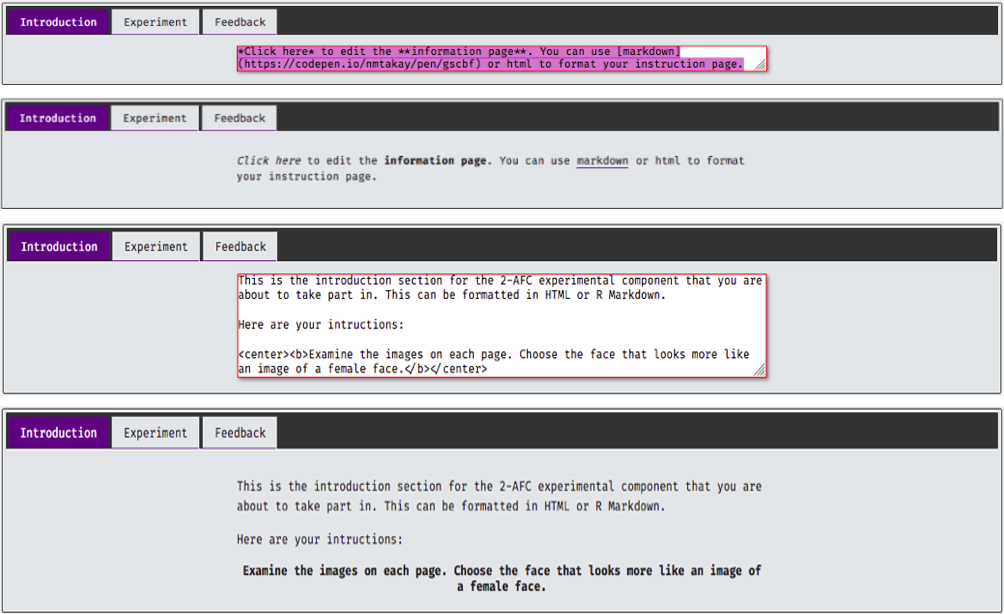 Introduction Experiment Feedback
*Click here* to edit the **information page**. You can use [markdown]
(https://codepen.io/nmtakay/pen/gscbf) or html to format your instruction page.
Introduction Experiment Feedback
Click here to edit the information page. You can use markdown or html to format
your instruction page.
Introduction Experiment Feedback
This is the introduction section for the 2-AFC experimental component that you are
about to take part in. This can be formatted in HTML or R Markdown.
Here are your intructions:
<center><b>Examine the images on each page. Choose the face that looks more like
an image of a female face.</b></center>
Introduction Experiment Feedback
This is the introduction section for the 2-AFC experimental component that you are
about to take part in. This can be formatted in HTML or R Markdown.
Here are your intructions:
Examine the images on each page. Choose the face that looks more like an image of
a female face.